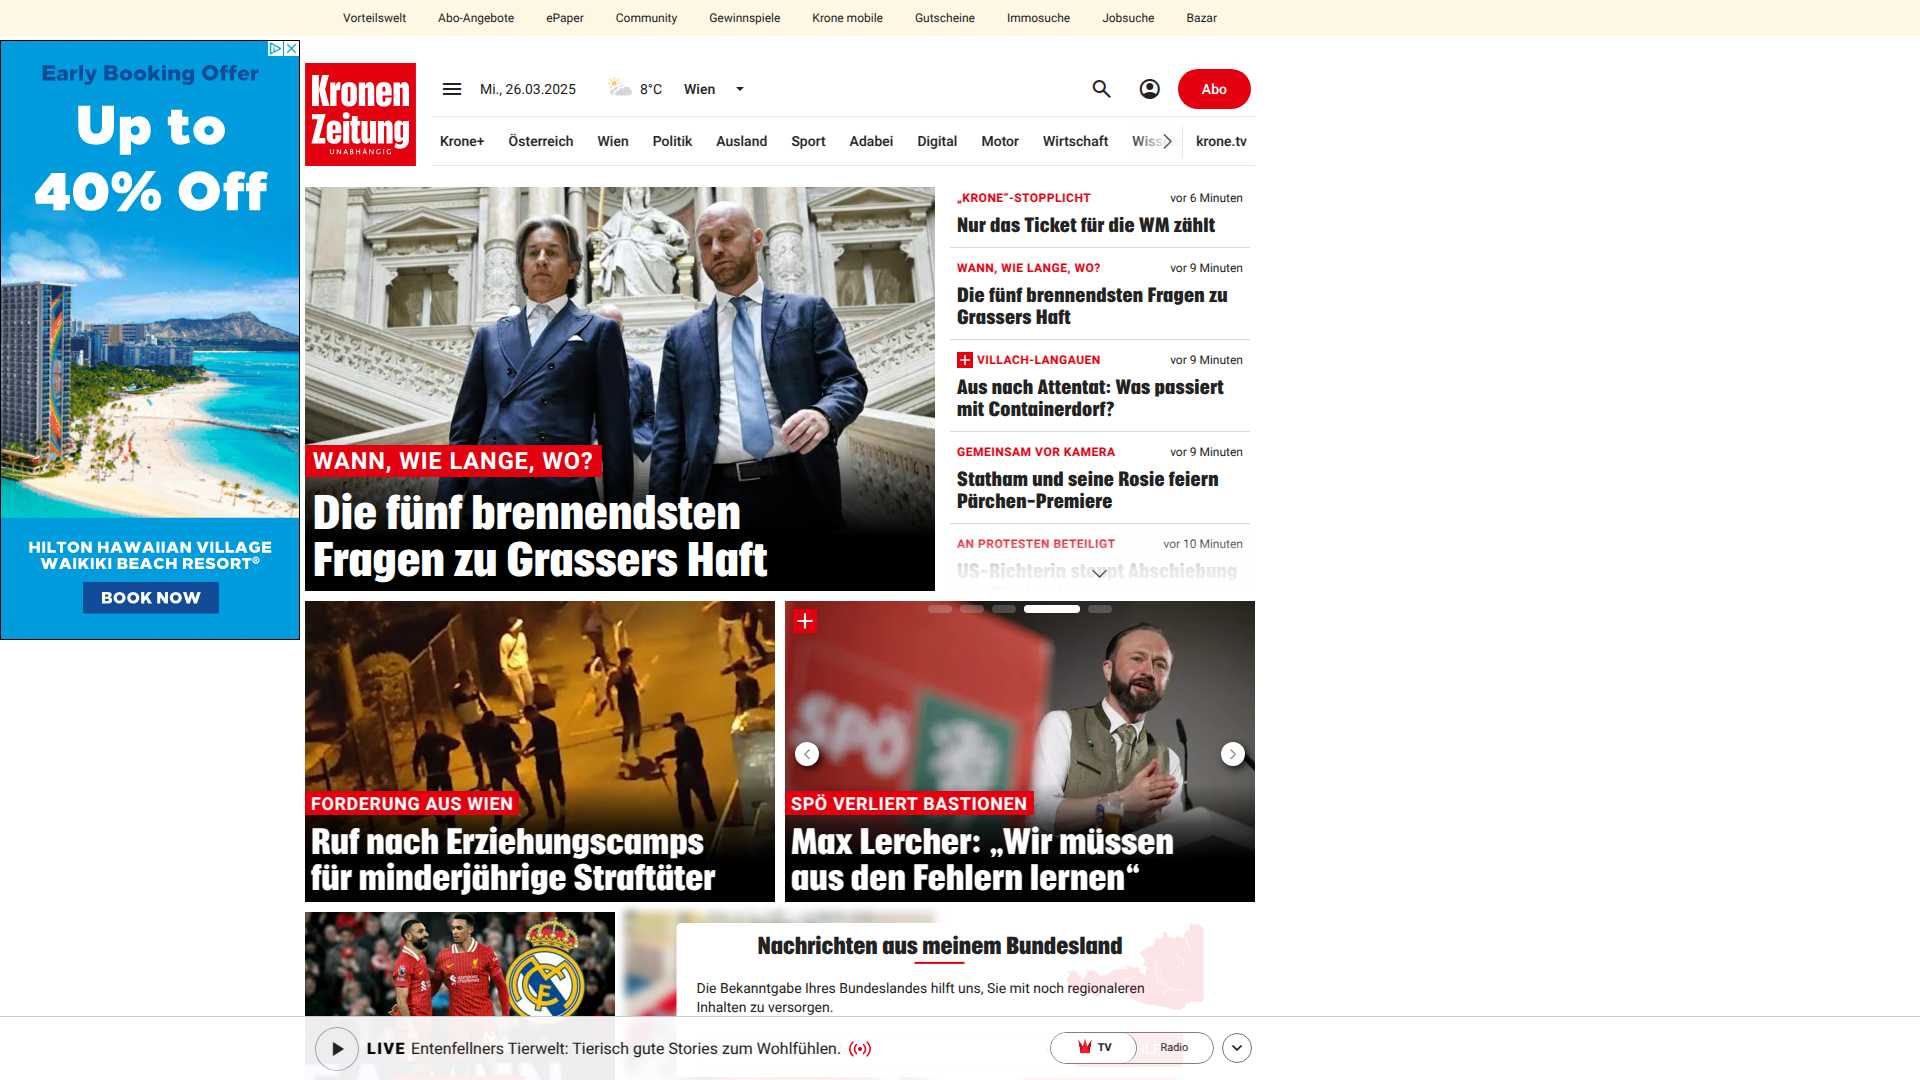 Vorteilswelt Abo-Angebote ePaper Community Gewinnspiele Krone mobile Gutscheine Immosuche Jobsuche Bazar
Early Booking Offer
Up to
40% Off
HILTON HAWAIIAN VILLAGE
WAIKIKI BEACH RESORT®
BOOK NOW
Kronen
Zeitung
UNABHÄNGIG
Mi., 26.03.2025 8°C Wien
Abo
Krone+ Österreich Wien Politik Ausland Sport Adabei Digital Motor Wirtschaft Wiss krone.tv
WANN, WIE LANGE, WO?
Die fünf brennendsten
Fragen zu Grassers Haft
„KRONE“-STOPPLICHT vor 6 Minuten
Nur das Ticket für die WM zählt
WANN, WIE LANGE, WO? vor 9 Minuten
Die fünf brennendsten Fragen zu
Grassers Haft
VILLACH-LANGAUEN vor 9 Minuten
Aus nach Attentat: Was passiert
mit Containerdorf?
GEMEINSAM VOR KAMERA vor 9 Minuten
Statham und seine Rosie feiern
Pärchen-Premiere
AN PROTESTEN BETEILIGT vor 10 Minuten
US-Richterin stoppt Abschiebung
FORDERUNG AUS WIEN
Ruf nach Erziehungscamps
für minderjährige Straftäter
SPÖ
SPÖ VERLIERT BASTIONEN
Max Lercher: „Wir müssen
aus den Fehlern lernen“
Nachrichten aus meinem Bundesland
Die Bekanntgabe Ihres Bundeslandes hilft uns, Sie mit noch regionaleren
Inhalten zu versorgen.
LIVE Entenfellners Tierwelt: Tierisch gute Stories zum Wohlfühlen.
TV Radio